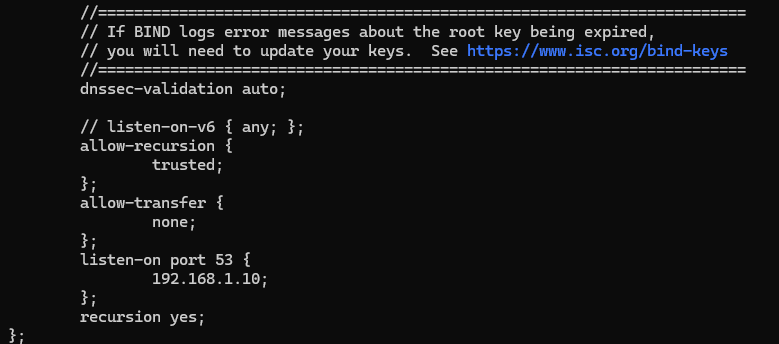 //========================================================================
// If BIND logs error messages about the root key being expired,
// you will need to update your keys.  See https://www.isc.org/bind-keys
//========================================================================
dnssec-validation auto;
// listen-on-v6 { any; };
allow-recursion {
trusted;
};
allow-transfer {
none;
};
listen-on port 53 {
192.168.1.10;
};
recursion yes;
};